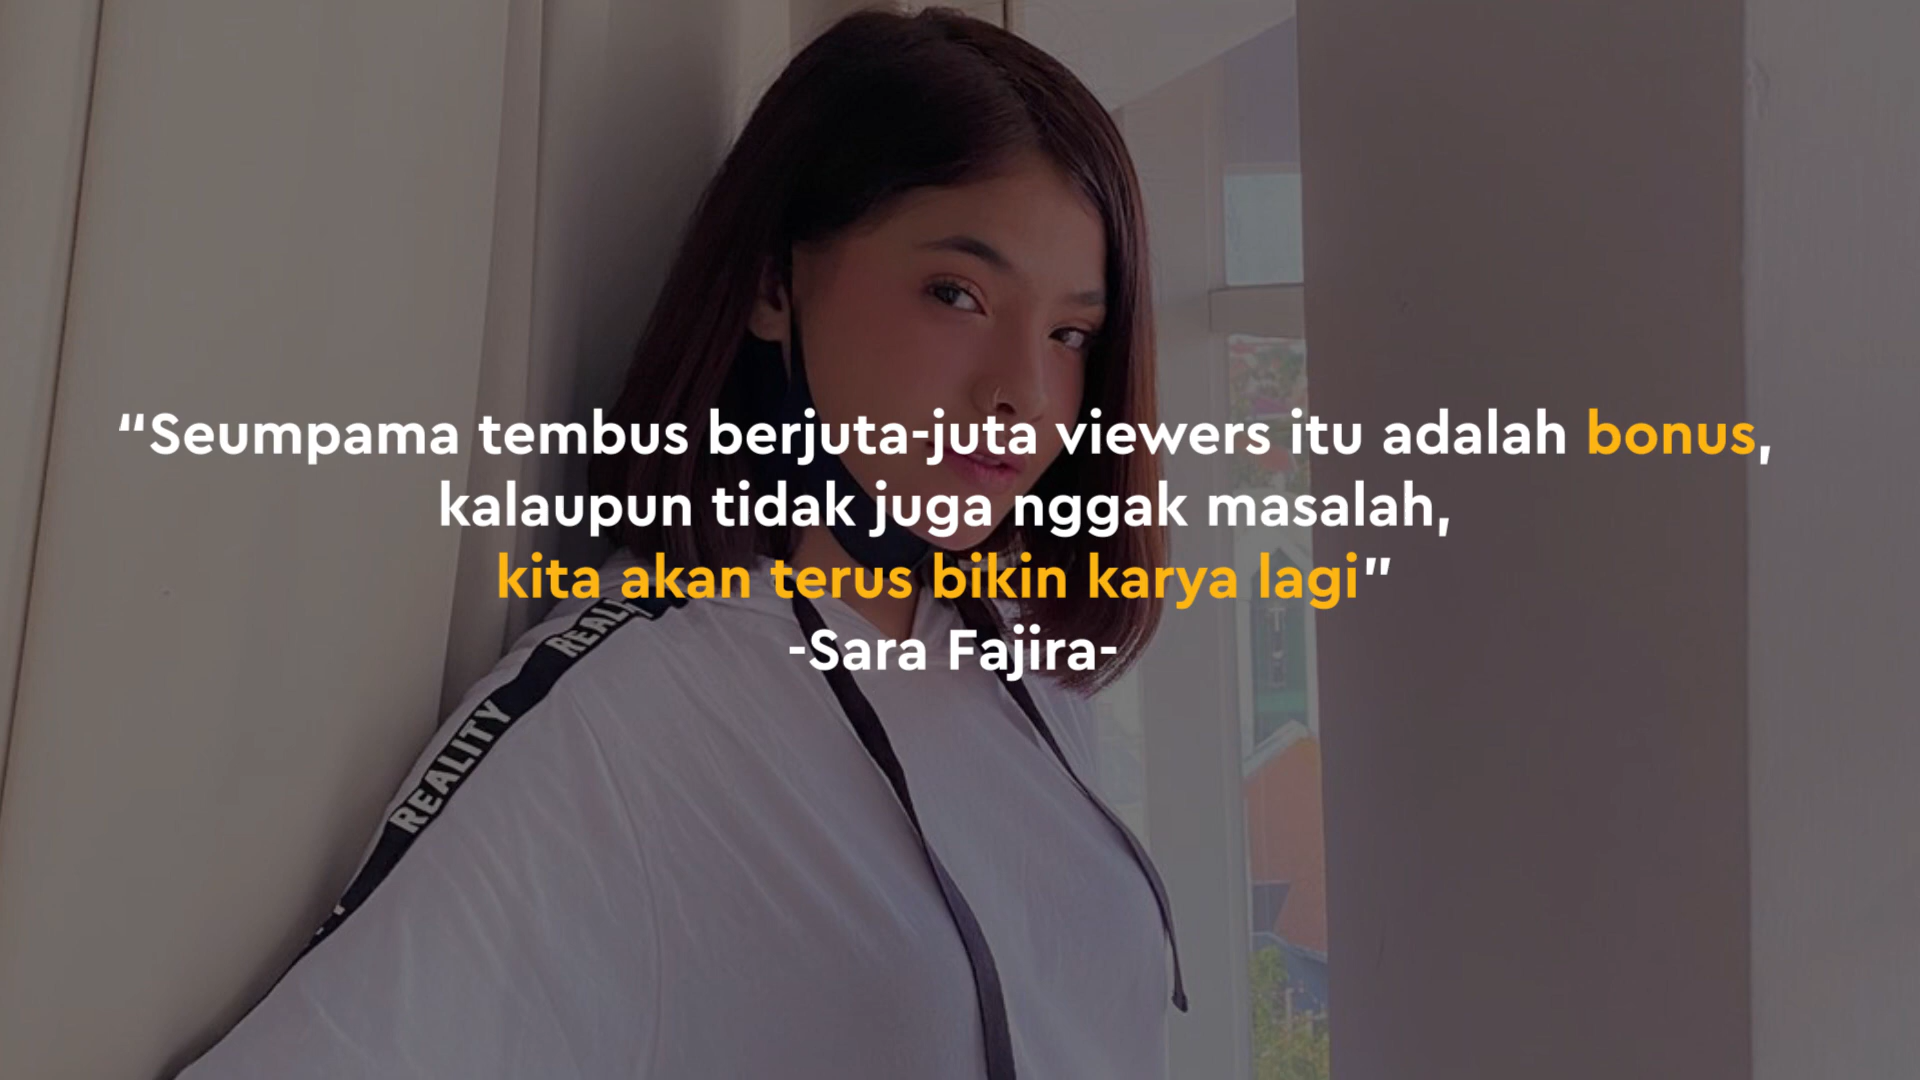 “Seumpama tembus berjuta-juta viewers itu adalah bonus,
kalaupun tidak juga nggak masalah,
kita akan terus bikin karya lagi”
-Sara Fajira-
REALITY